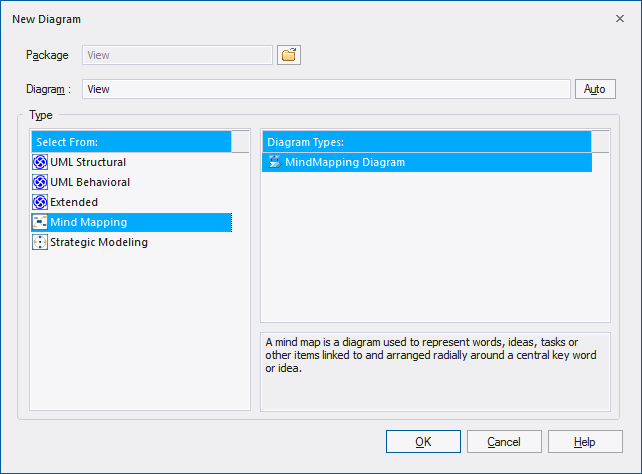 New Diagram
Package
View
Diagram :
View
Auto
Type
Select From:
UML Structural
UML Behavioral
Extended
Mind Mapping
Strategic Modeling
Diagram Types:
MindMapping Diagram
A mind map is a diagram used to represent words, ideas, tasks or
other items linked to and arranged radially around a central key word
or idea.
OK
Cancel
Help